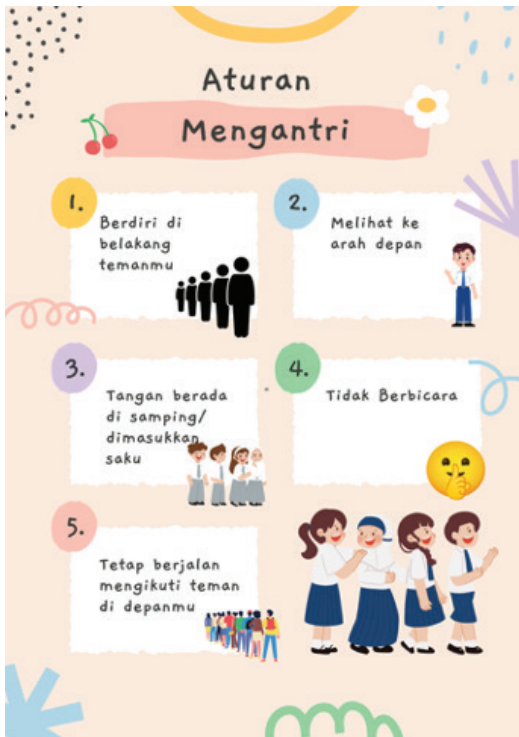 Aturan
Mengantri
1.
Berdiri di
belakang
temanmu
2.
Melihat ke
arah depan
3.
Tangan berada
di samping/
dimasukkan
saku
4.
Tidak Berbicara
5.
Tetap berjalan
mengikuti teman
di depanmu